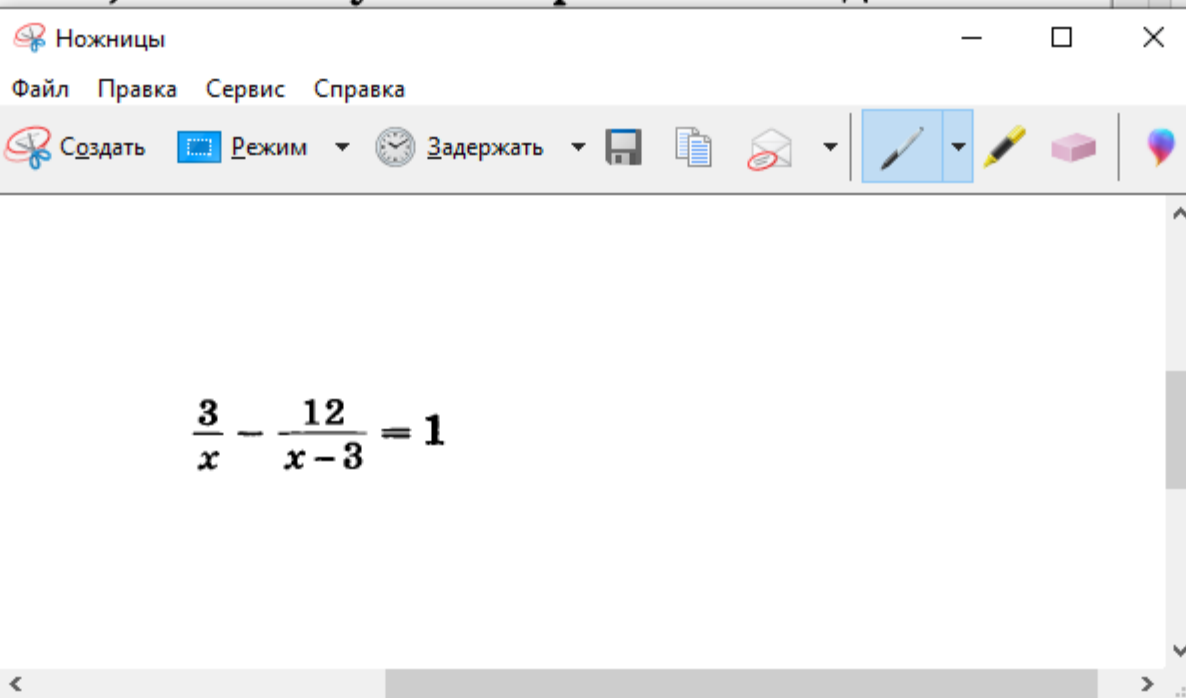 Ножницы
Файл Правка Сервис Справка
Создать Режим Задержать
3/x − 12/(x − 3) = 1